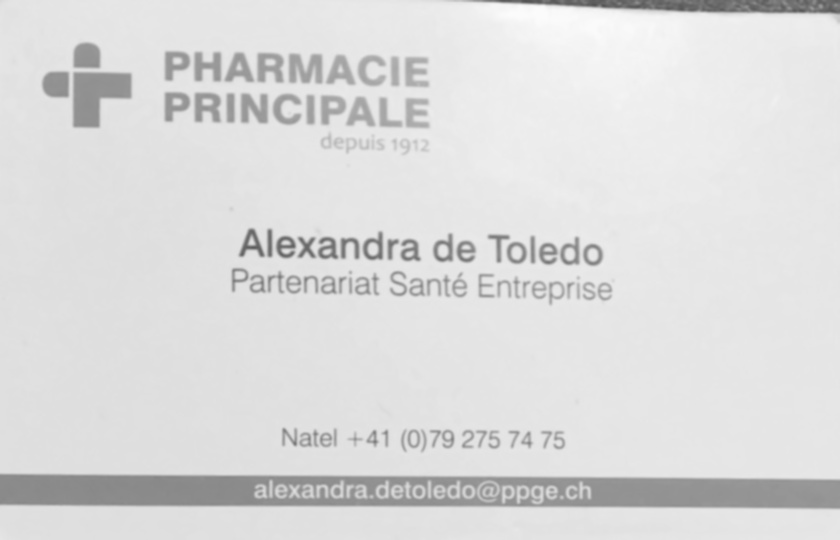 PHARMACIE
PRINCIPALE
depuis 1912
Alexandra de Toledo
Partenariat Santé Entreprise
Natel +41 (0)79 275 74 75
alexandra.detoledo@ppge.ch